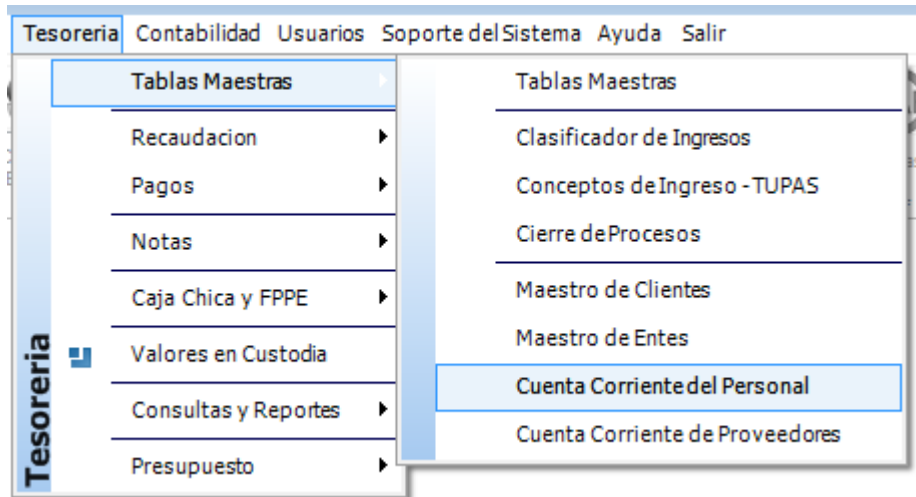 Tesoreria Contabilidad Usuarios Soporte del Sistema Ayuda Salir
Tablas Maestras
Recaudacion
Pagos
Notas
Caja Chica y FPPE
Valores en Custodia
Consultas y Reportes
Presupuesto
Tesoreria
Tablas Maestras
Clasificador de Ingresos
Conceptos de Ingreso - TUPAS
Cierre de Procesos
Maestro de Clientes
Maestro de Entes
Cuenta Corriente del Personal
Cuenta Corriente de Proveedores